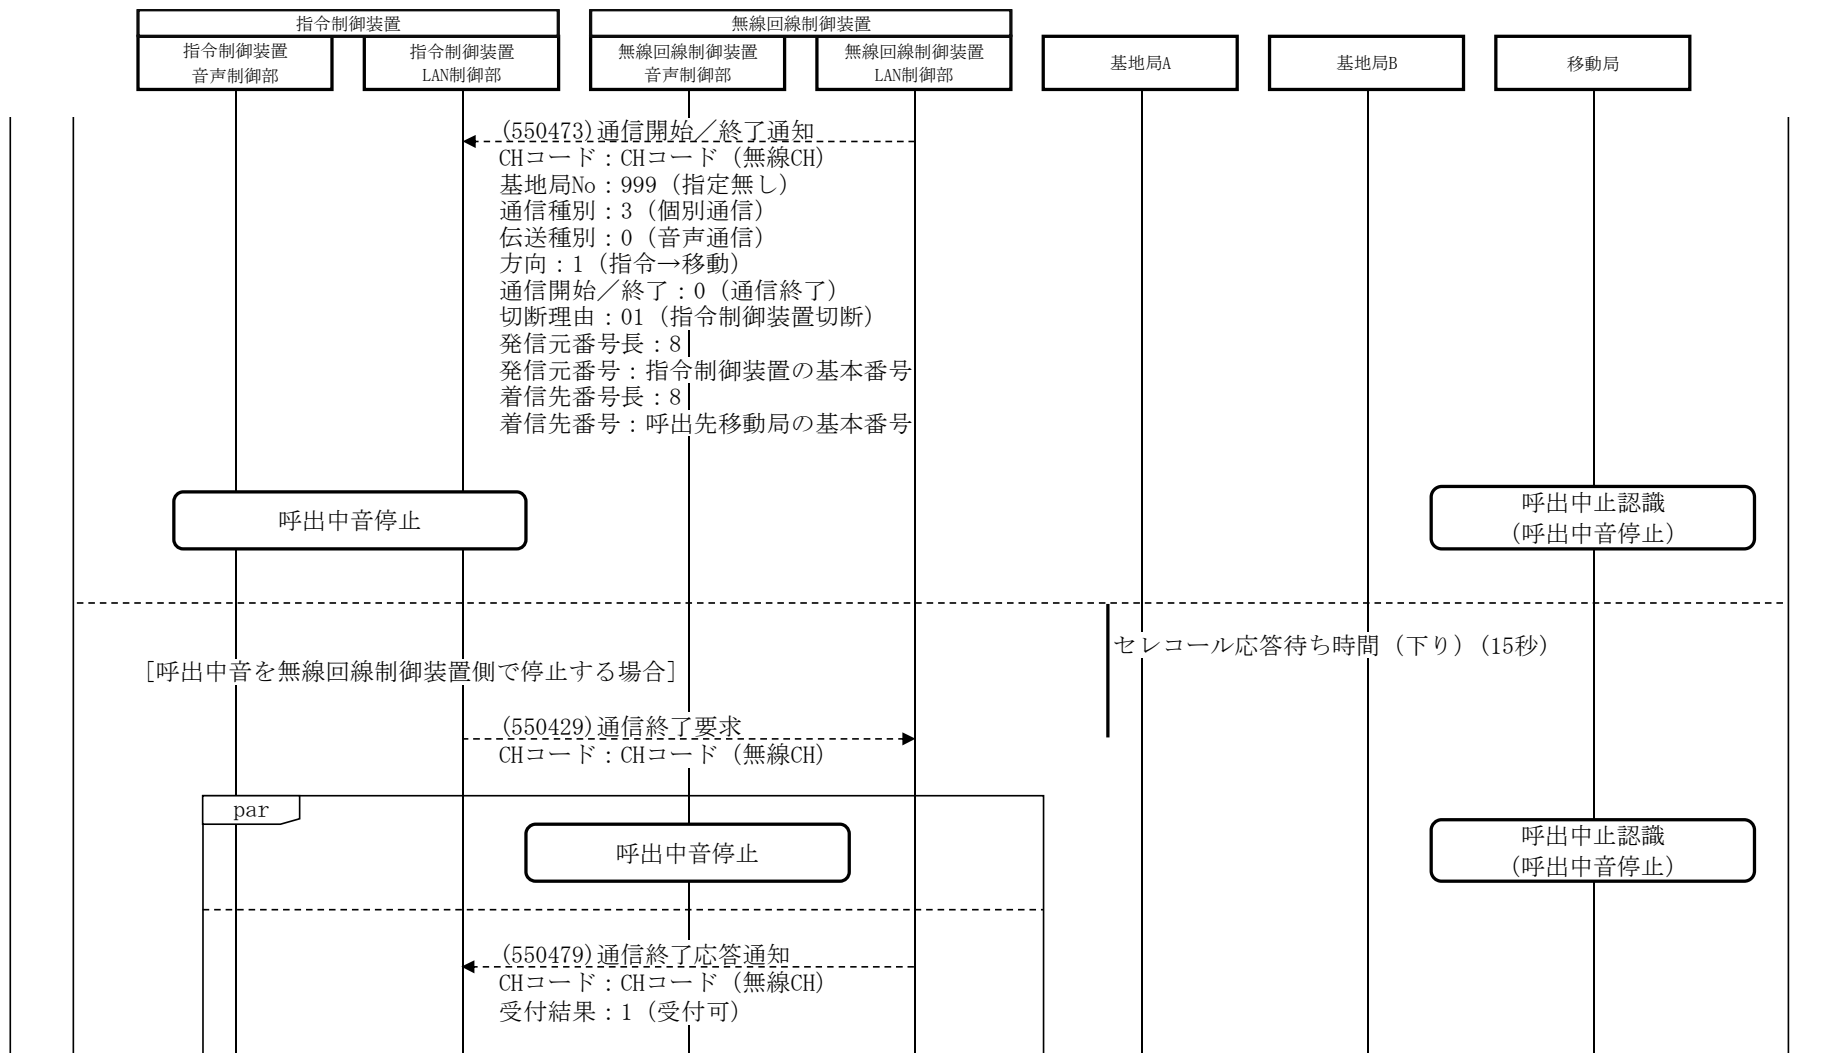 指令制御装置
無線回線制御装置
指令制御装置
音声制御部
指令制御装置
LAN制御部
無線回線制御装置
音声制御部
無線回線制御装置
LAN制御部
基地局A
基地局B
移動局
(550473)通信開始／終了通知
CHコード：CHコード（無線CH）
基地局No：999（指定無し）
通信種別：3（個別通信）
伝送種別：0（音声通信）
方向：1（指令→移動）
通信開始／終了：0（通信終了）
切断理由：01（指令制御装置切断）
発信元番号長：8
発信元番号：指令制御装置の基本番号
着信先番号長：8
着信先番号：呼出先移動局の基本番号
呼出中音停止
呼出中止認識
（呼出中音停止）
セレコール応答待ち時間（下り）(15秒)
[呼出中音を無線回線制御装置側で停止する場合]
(550429)通信終了要求
CHコード：CHコード（無線CH）
par
呼出中音停止
呼出中止認識
（呼出中音停止）
(550479)通信終了応答通知
CHコード：CHコード（無線CH）
受付結果：1（受付可）